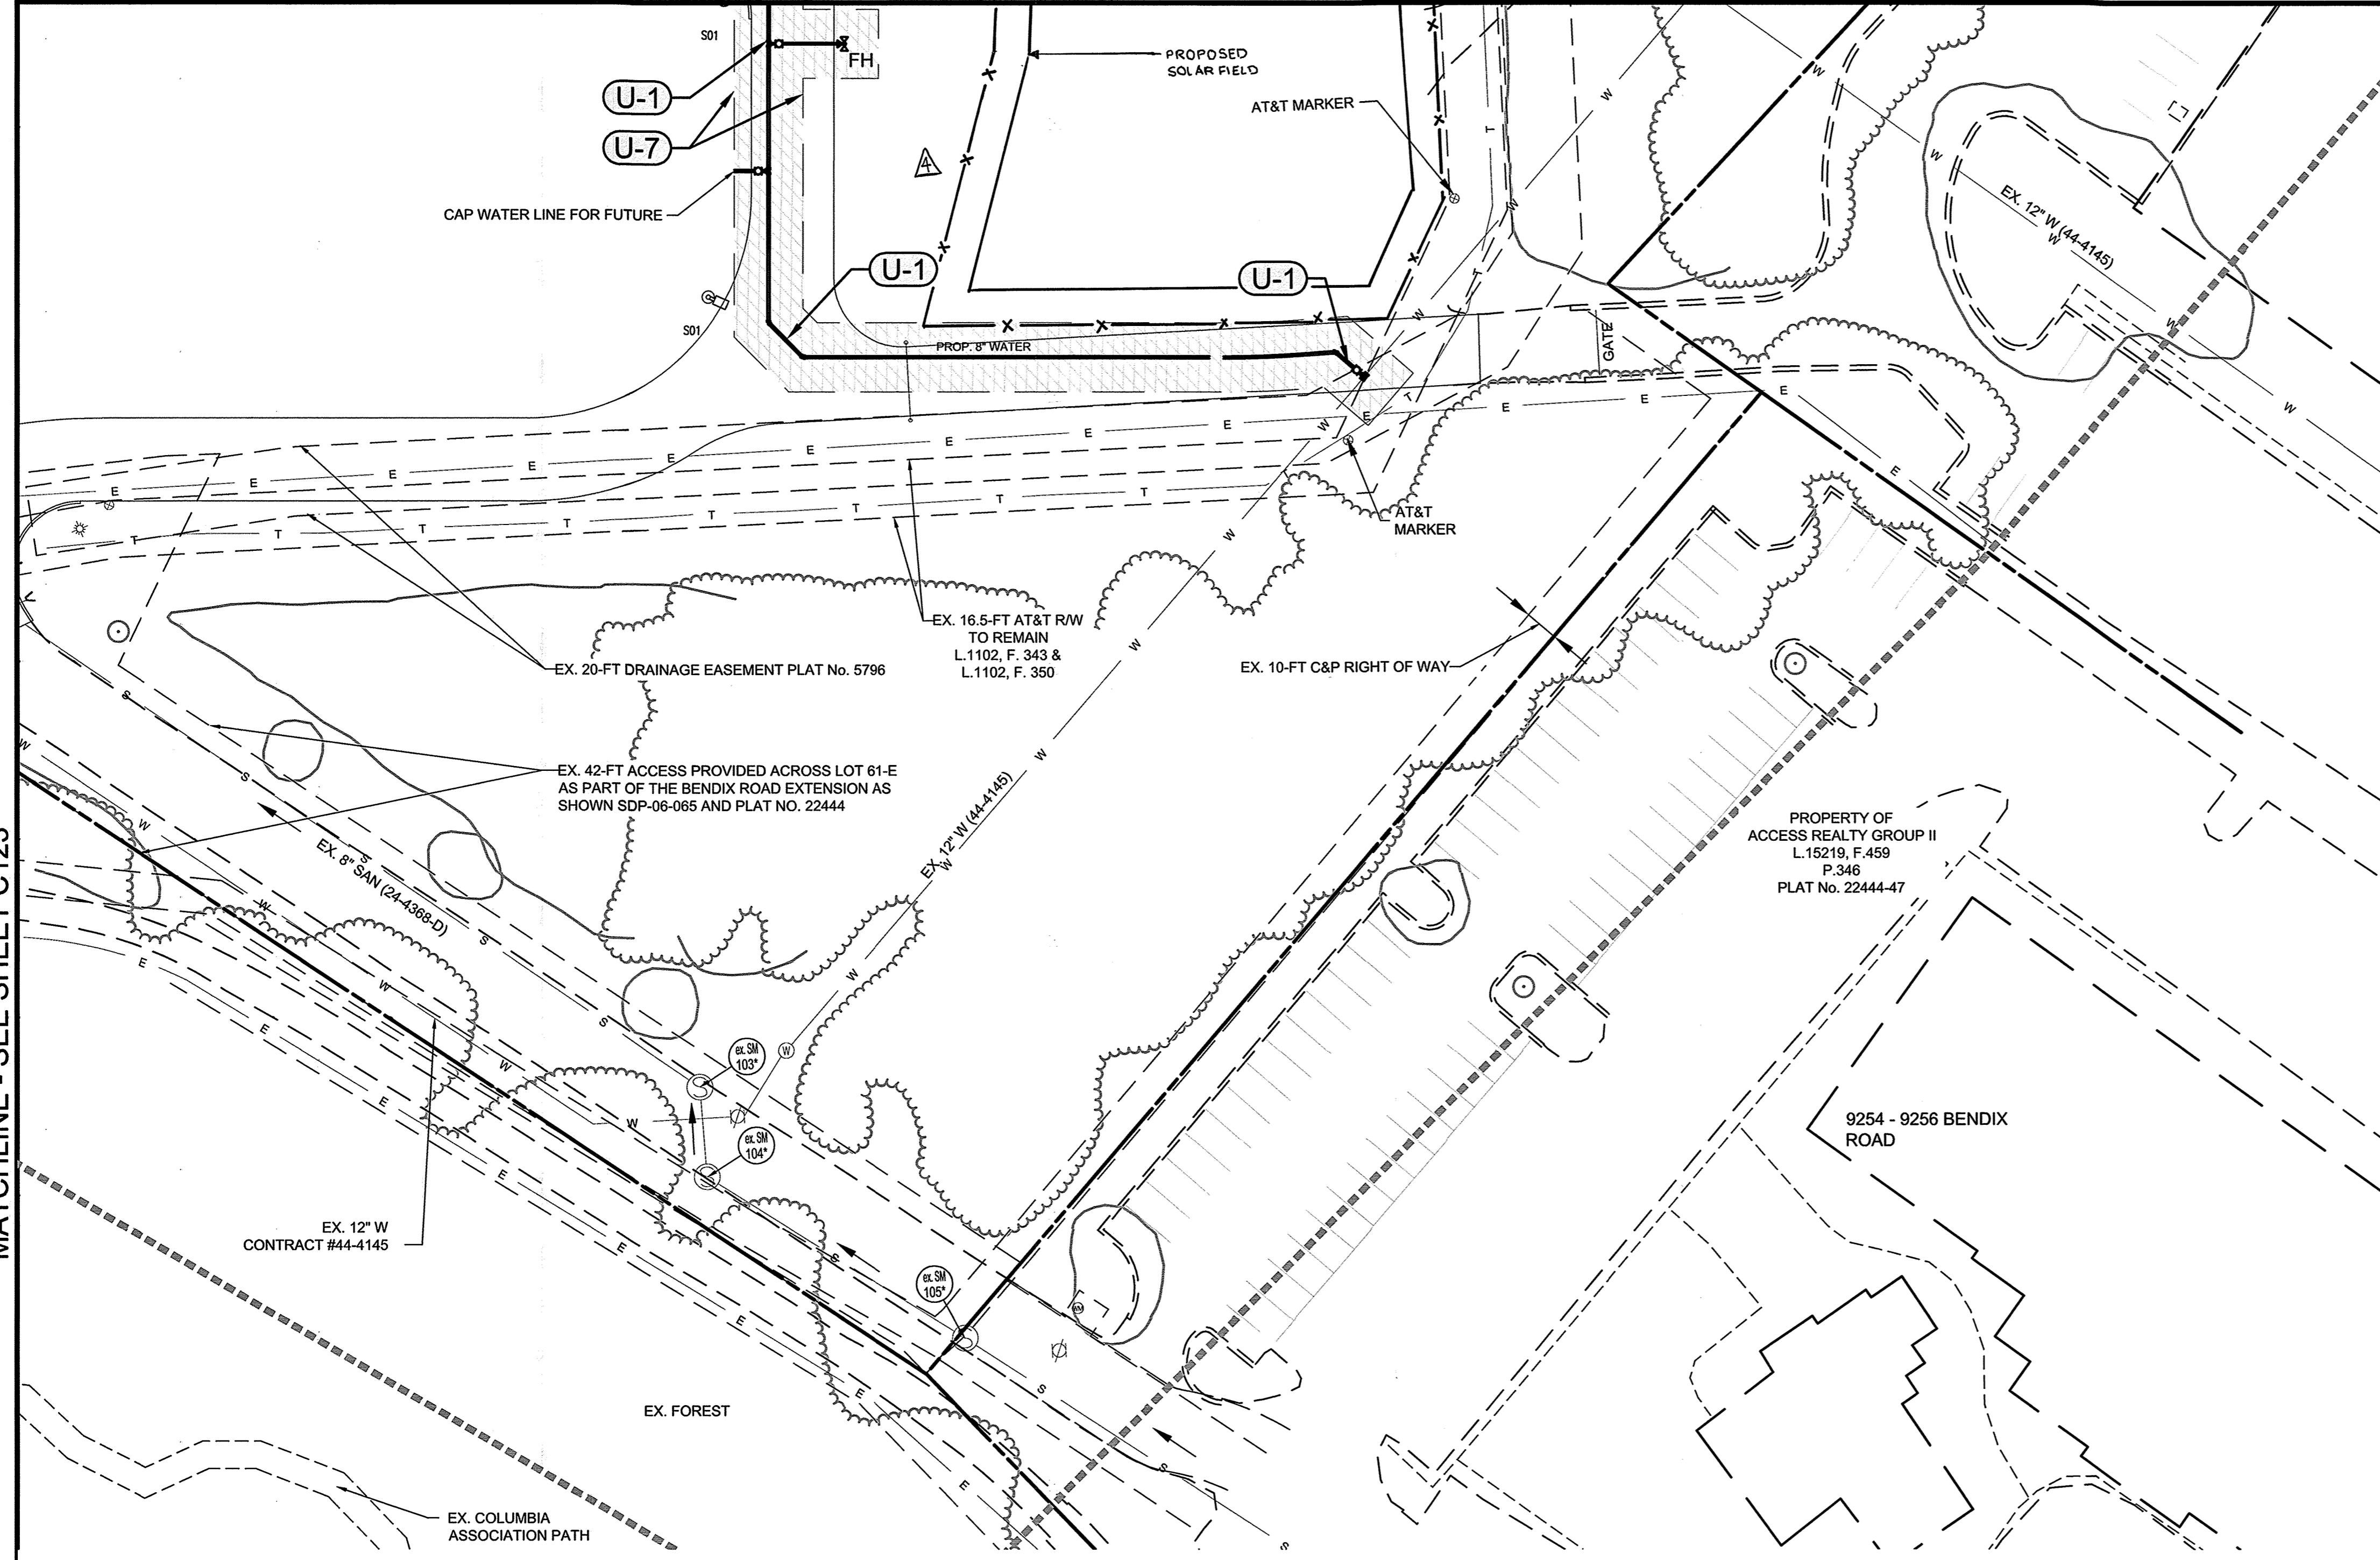 S01
FH
PROPOSED
SOLAR FIELD
U-1
U-7
AT&T MARKER
4
CAP WATER LINE FOR FUTURE
EX. 12" W (44-4145)
U-1
U-1
S01
PROP. 8" WATER
GATE
AT&T
MARKER
EX. 16.5-FT AT&T R/W
TO REMAIN
L.1102, F. 343 &
L.1102, F. 350
EX. 20-FT DRAINAGE EASEMENT PLAT No. 5796
EX. 10-FT C&P RIGHT OF WAY
EX. 42-FT ACCESS PROVIDED ACROSS LOT 61-E
AS PART OF THE BENDIX ROAD EXTENSION AS
SHOWN SDP-06-065 AND PLAT NO. 22444
EX. 12" W (44-4145)
PROPERTY OF
ACCESS REALTY GROUP II
L.15219, F.459
P.346
PLAT No. 22444-47
EX. 8" SAN (24-4368-D)
ex. SM
103*
W
ex. SM
104*
9254 - 9256 BENDIX
ROAD
EX. 12" W
CONTRACT #44-4145
ex. SM
105*
EX. FOREST
EX. COLUMBIA
ASSOCIATION PATH